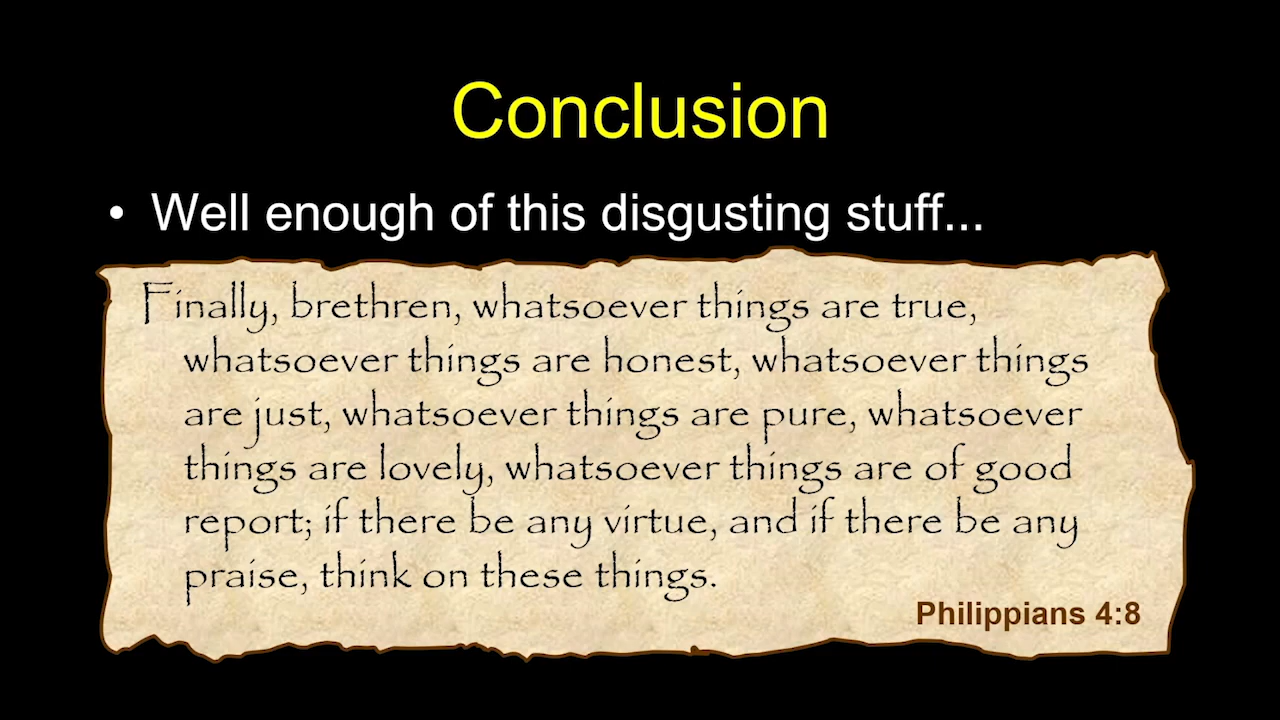 Conclusion
• Well enough of this disgusting stuff...
Finally, brethren, whatsoever things are true,
whatsoever things are honest, whatsoever things
are just, whatsoever things are pure, whatsoever
things are lovely, whatsoever things are of good
report; if there be any virtue, and if there be any
praise, think on these things.
Philippians 4:8